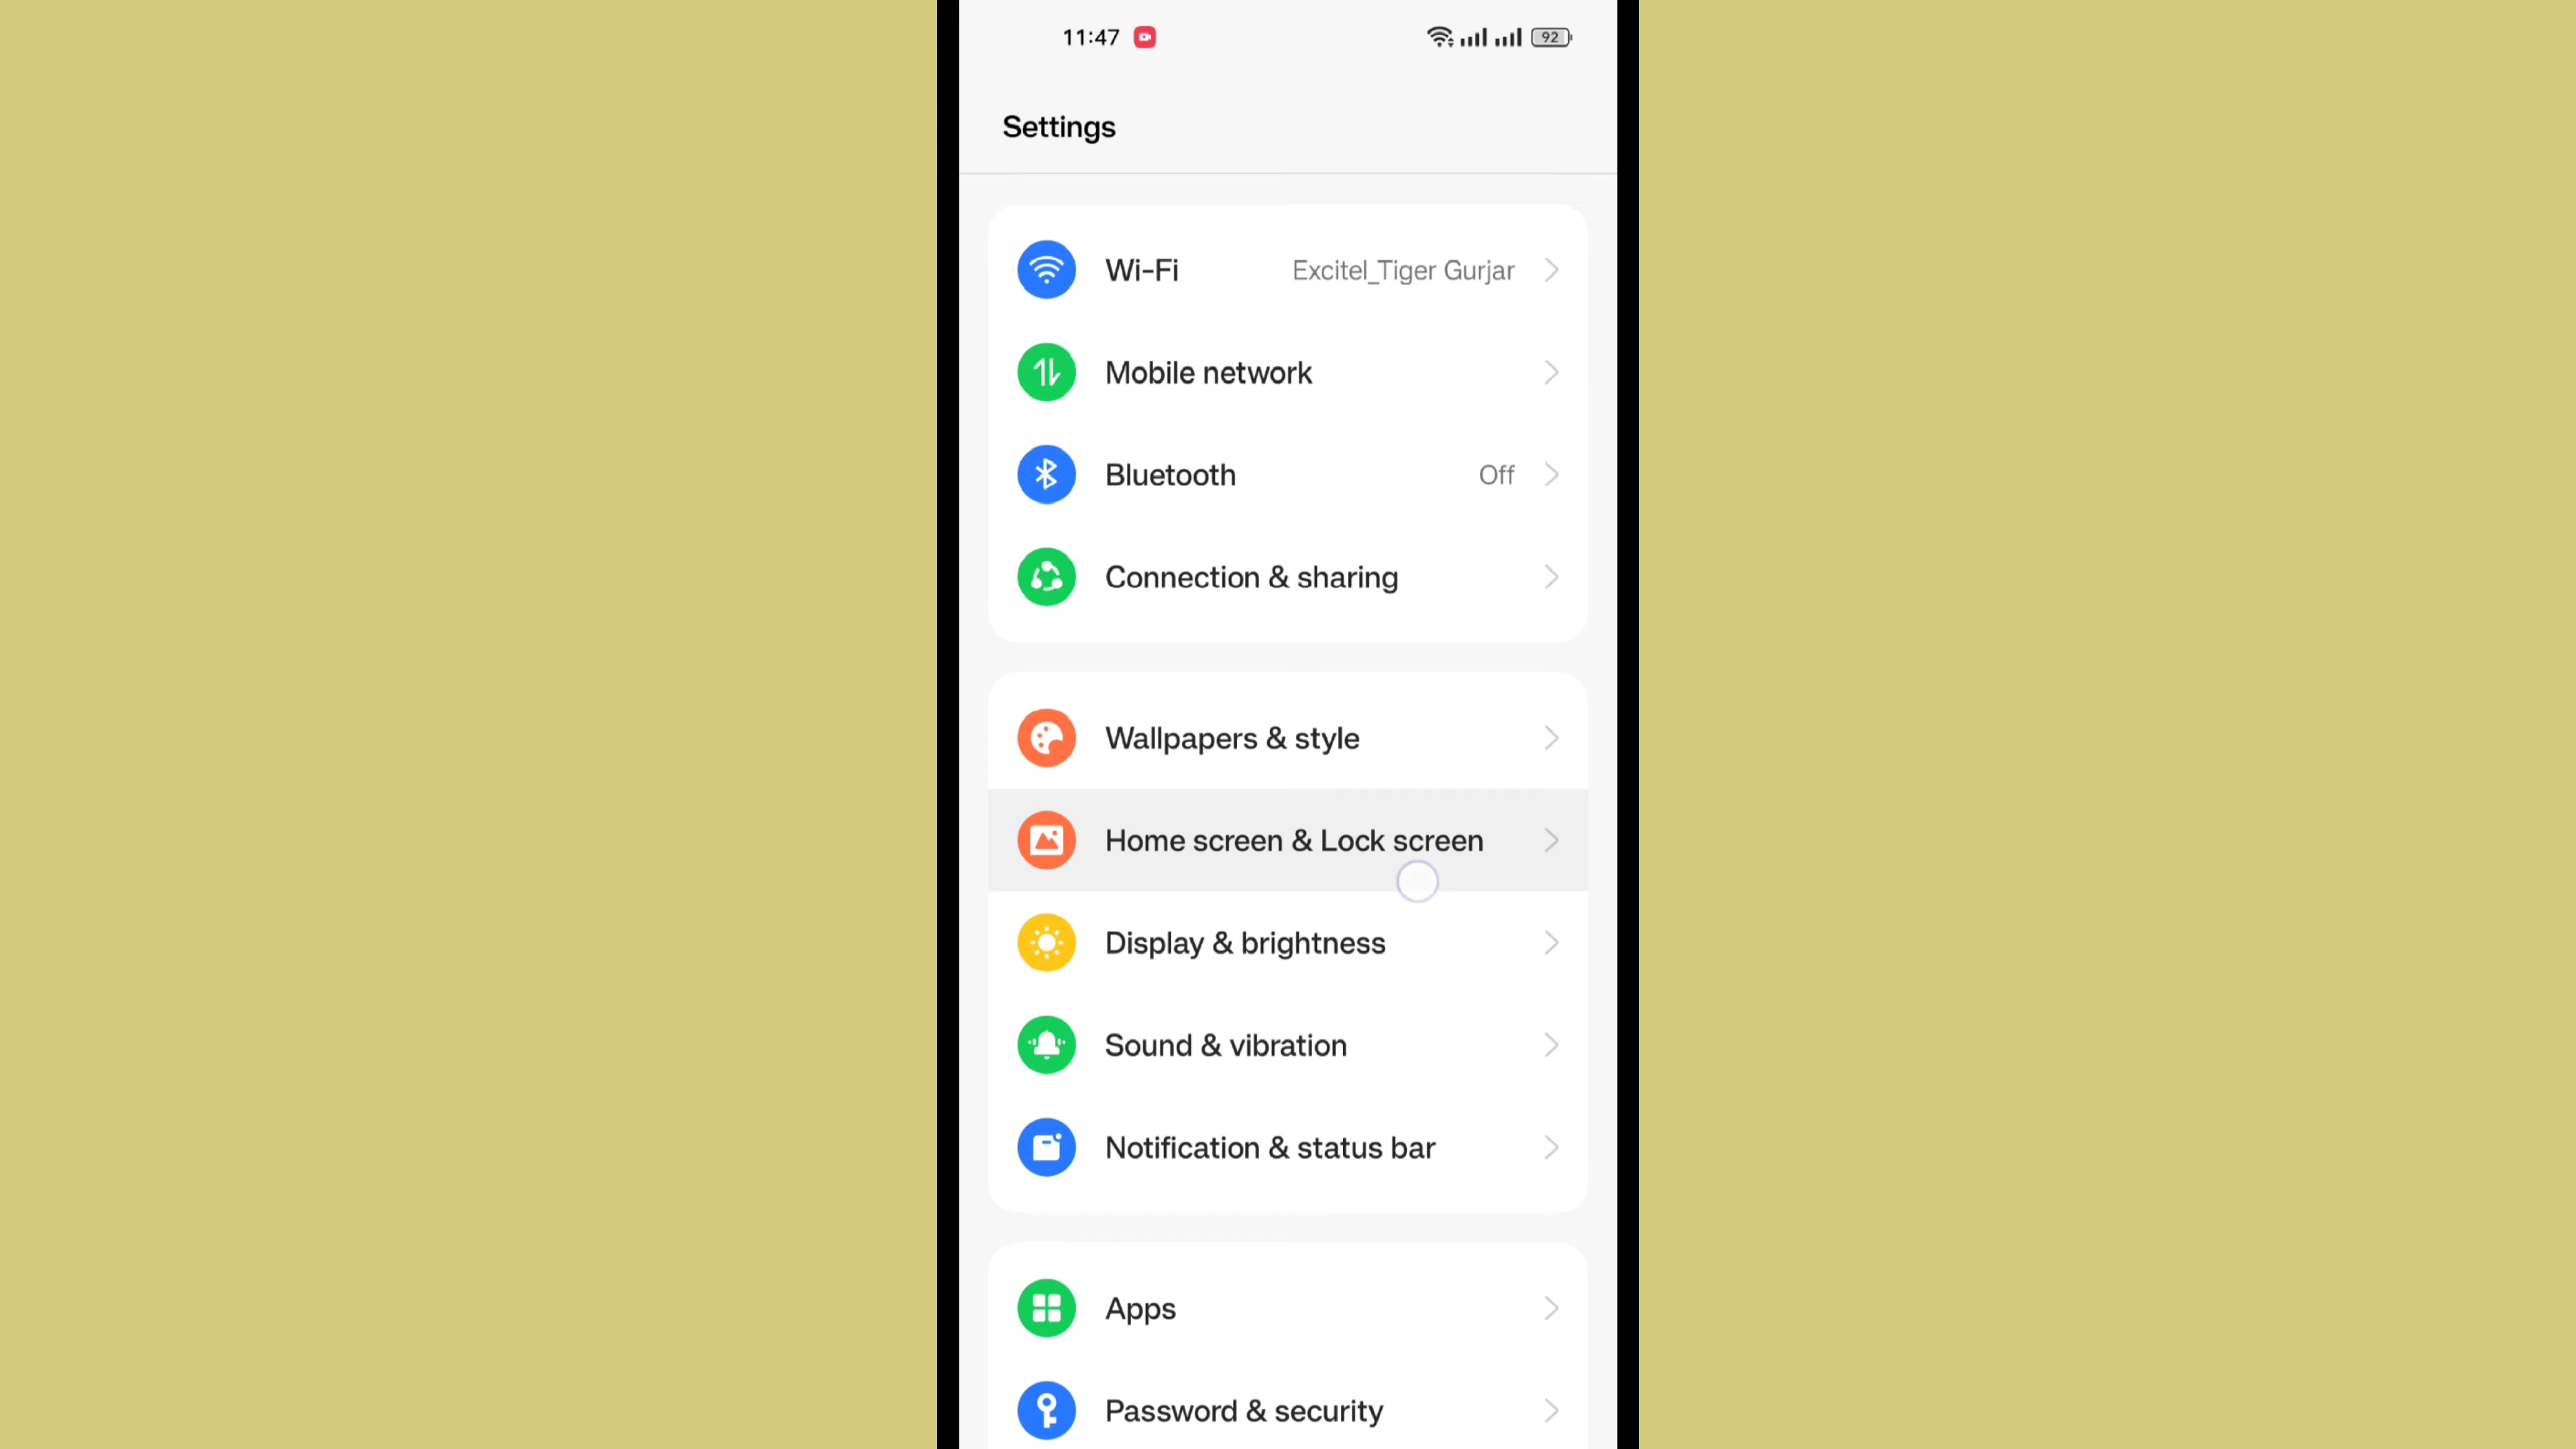 11:47
92
Settings
Wi-Fi Excitel_Tiger Gurjar
Mobile network
Bluetooth Off
Connection & sharing
Wallpapers & style
Home screen & Lock screen
Display & brightness
Sound & vibration
Notification & status bar
Apps
Password & security